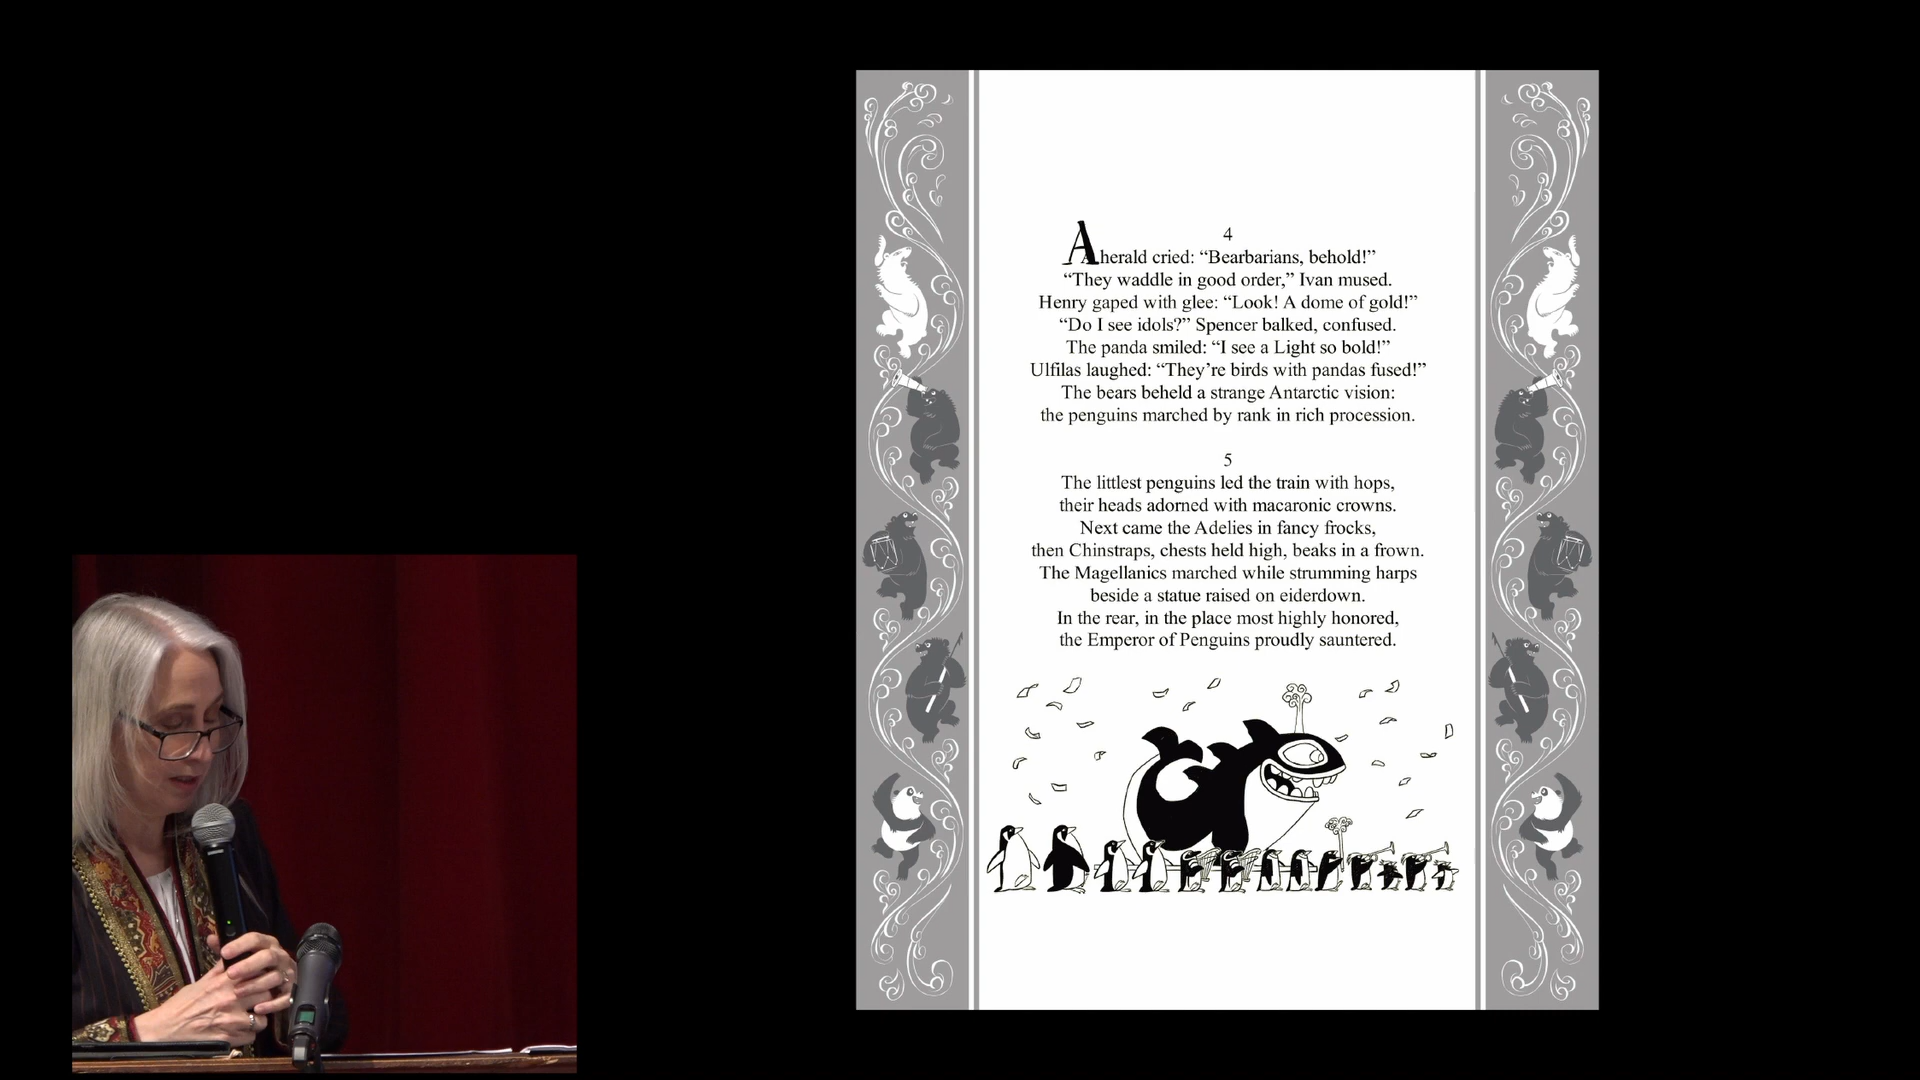 4
A herald cried: “Bearbarians, behold!”
“They waddle in good order,” Ivan mused.
Henry gaped with glee: “Look! A dome of gold!”
“Do I see idols?” Spencer balked, confused.
The panda smiled: “I see a Light so bold!”
Ulfilas laughed: “They’re birds with pandas fused!”
The bears beheld a strange Antarctic vision:
the penguins marched by rank in rich procession.
5
The littlest penguins led the train with hops,
their heads adorned with macaronic crowns.
Next came the Adelies in fancy frocks,
then Chinstraps, chests held high, beaks in a frown.
The Magellanics marched while strumming harps
beside a statue raised on eiderdown.
In the rear, in the place most highly honored,
the Emperor of Penguins proudly sauntered.